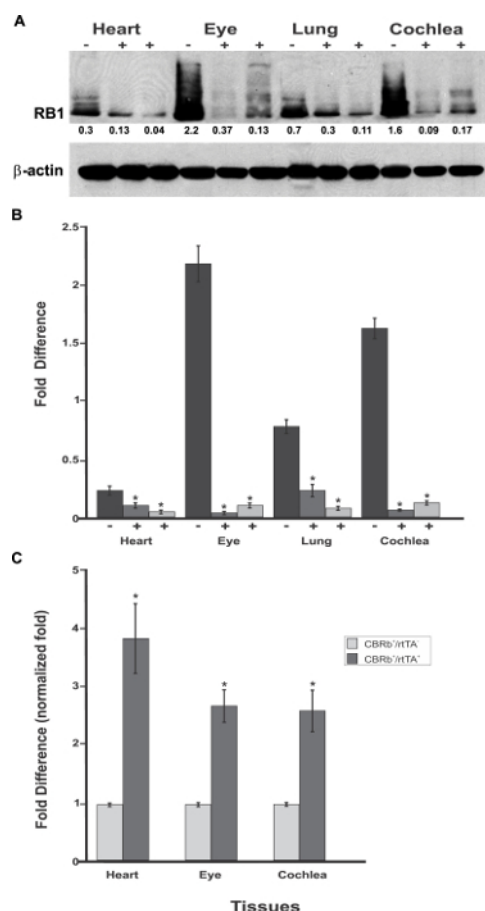 A
Heart Eye Lung Cochlea
- + + - + + - + + - + +
RB1
0.3 0.13 0.04 2.2 0.37 0.13 0.7 0.3 0.11 1.6 0.09 0.17
β-actin
B
Fold Difference
2.5
2
1.5
1
0.5
0
* * * * * * * *
- + + - + + - + + - + +
Heart Eye Lung Cochlea
C
Fold Difference (normalized fold)
5
4
3
2
1
0
* * *
CBRb-/rtTA-
CBRb+/rtTA+
Heart Eye Cochlea
Tissues